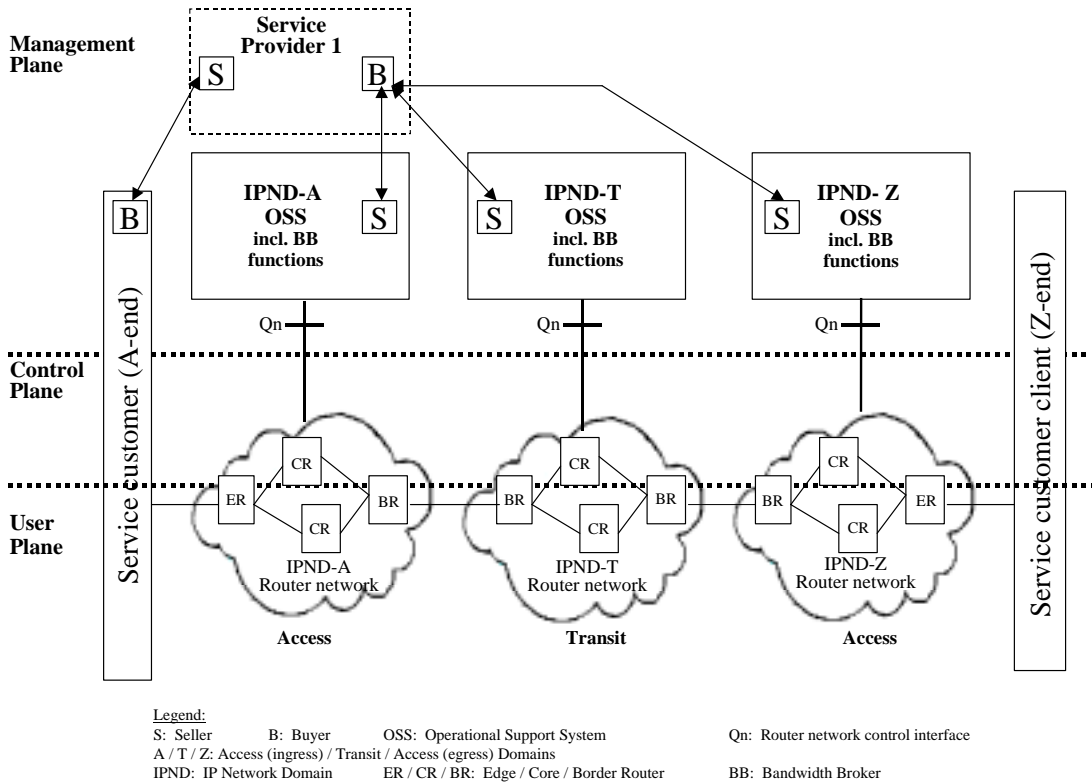 Management
Plane
Service
Provider 1
S
B
IPND-A
OSS
incl. BB
functions
S
IPND-T
OSS
incl. BB
functions
S
IPND- Z
OSS
incl. BB
functions
S
B
Service customer (A-end)
Service customer client (Z-end)
Qn
Qn
Qn
Control
Plane
User
Plane
CR
ER
BR
CR
IPND-A
Router network
CR
BR
BR
CR
IPND-T
Router network
CR
BR
ER
CR
IPND-Z
Router network
Access
Transit
Access
Legend:
S: Seller B: Buyer OSS: Operational Support System Qn: Router network control interface
A / T / Z: Access (ingress) / Transit / Access (egress) Domains
IPND: IP Network Domain ER / CR / BR: Edge / Core / Border Router BB: Bandwidth Broker